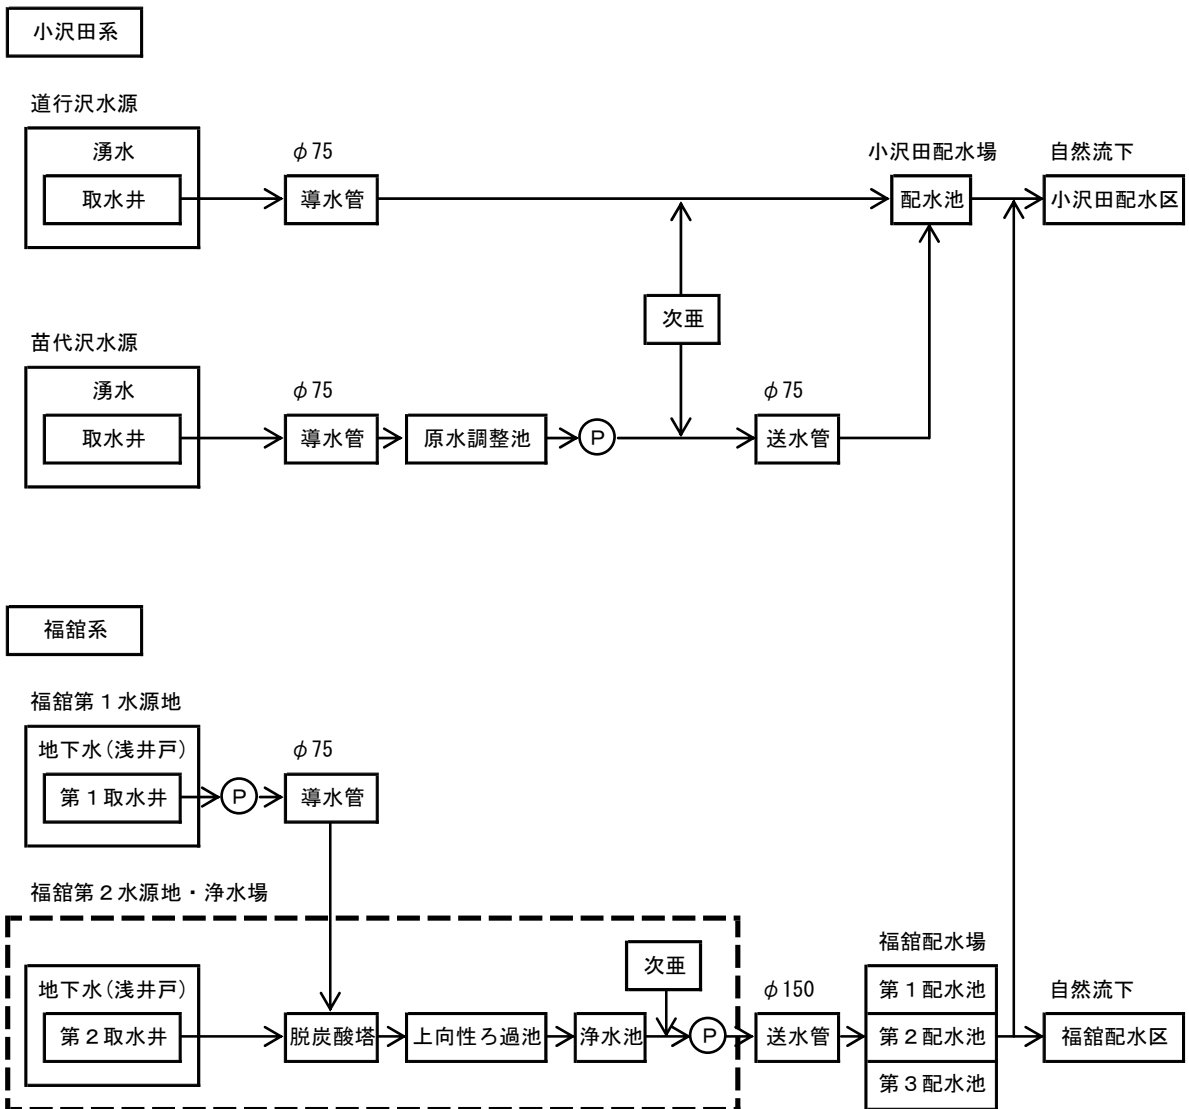 小沢田系
道行沢水源
湧水
取水井
φ75
導水管
小沢田配水場
配水池
自然流下
小沢田配水区
次亜
苗代沢水源
湧水
取水井
φ75
導水管
原水調整池
P
φ75
送水管
福舘系
福舘第1水源地
地下水(浅井戸)
第1取水井
P
φ75
導水管
福舘第2水源地・浄水場
地下水(浅井戸)
第2取水井
脱炭酸塔
上向性ろ過池
浄水池
次亜
P
φ150
送水管
福舘配水場
第1配水池
第2配水池
第3配水池
自然流下
福舘配水区